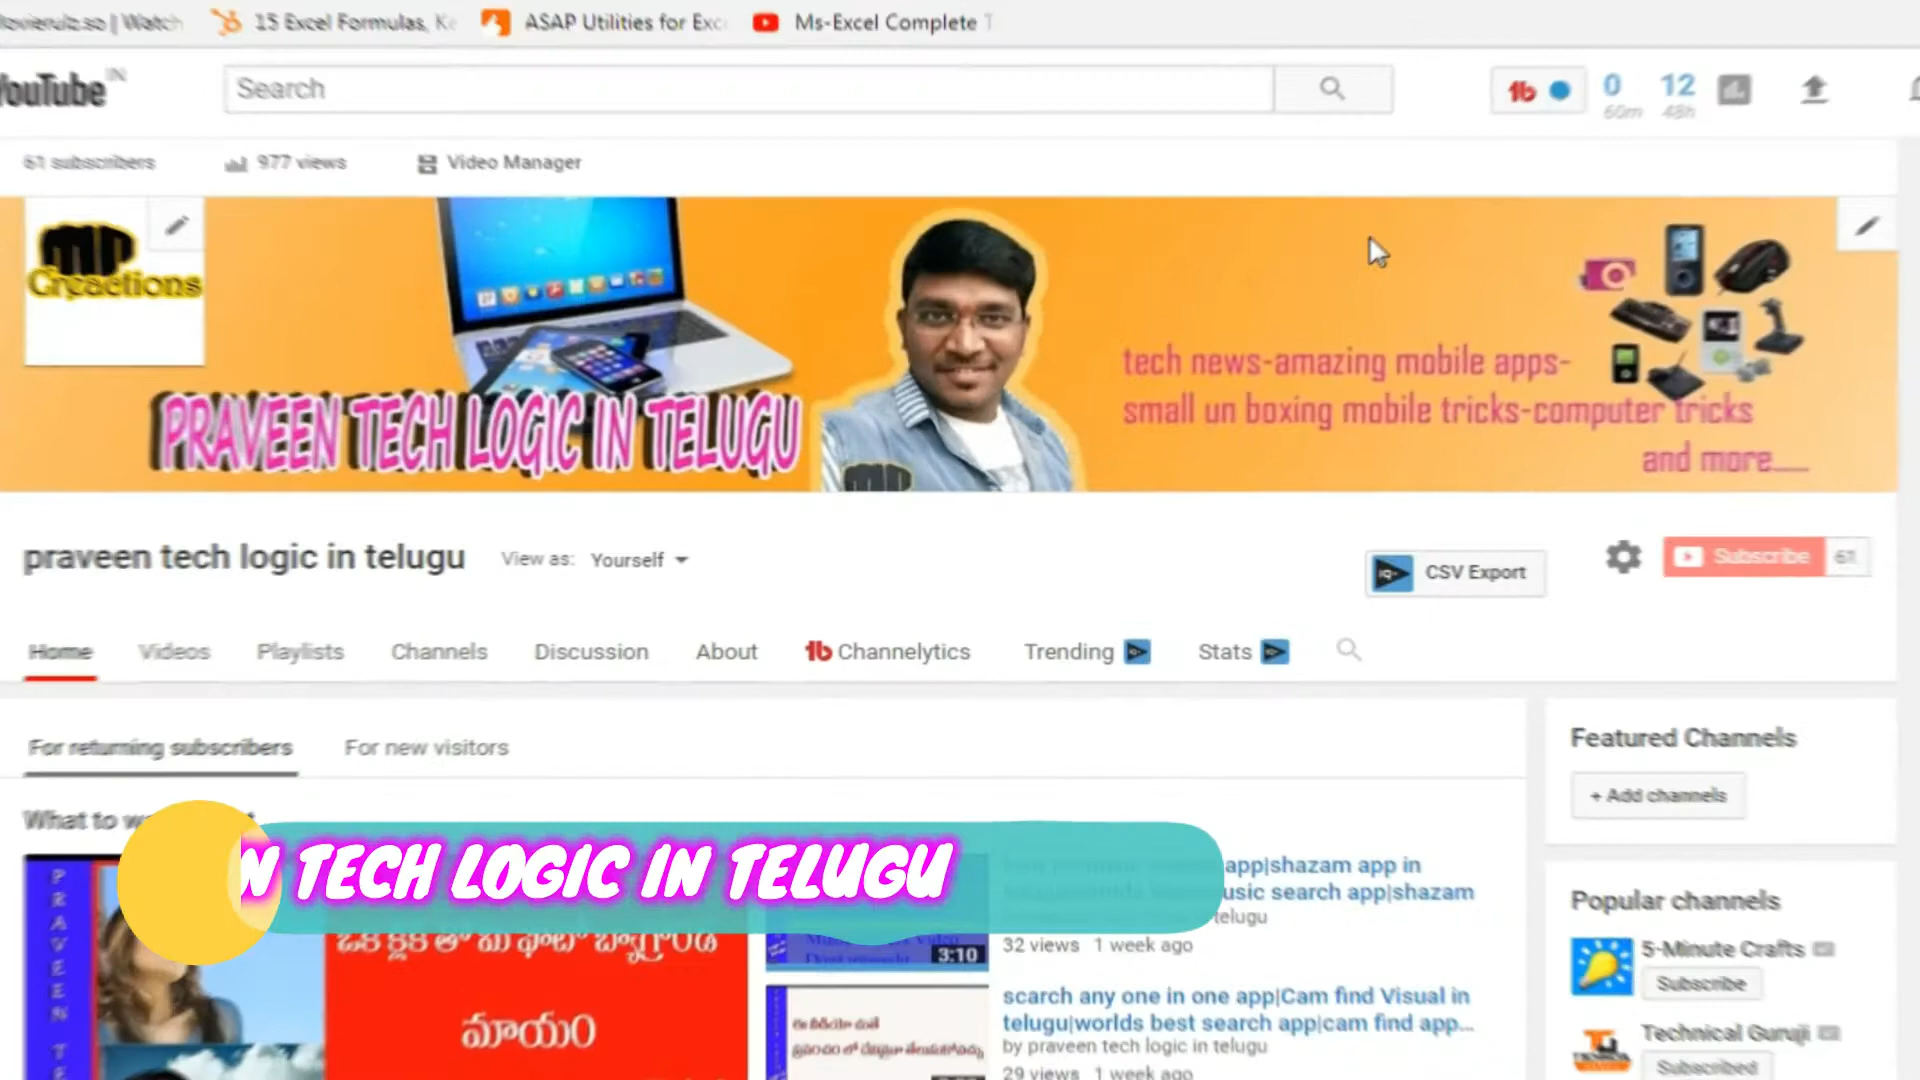 Watch
15 Excel Formulas,
ASAP Utilities for Exc
Ms-Excel Complete T
YouTube IN
Search
0
60m
12
48h
61 subscribers
977 views
Video Manager
Creactions
PRAVEEN TECH LOGIC IN TELUGU
tech news-amazing mobile apps-
small un boxing mobile tricks-computer tricks
and more.....
praveen tech logic in telugu
View as: Yourself
CSV Export
Subscribe 61
Home
Videos
Playlists
Channels
Discussion
About
Channelytics
Trending
Stats
For returning subscribers
For new visitors
Featured Channels
+ Add channels
What to
N TECH LOGIC IN TELUGU
app|shazam app in
usic search app|shazam
telugu
32 views 1 week ago
3:10
PRAVEEN TE
మాయం
scarch any one in one app|Cam find Visual in
telugu|worlds best search app|cam find app...
by praveen tech logic in telugu
29 views 1 week ago
Popular channels
5-Minute Crafts
Subscribe
Technical Guruji
Subscribed